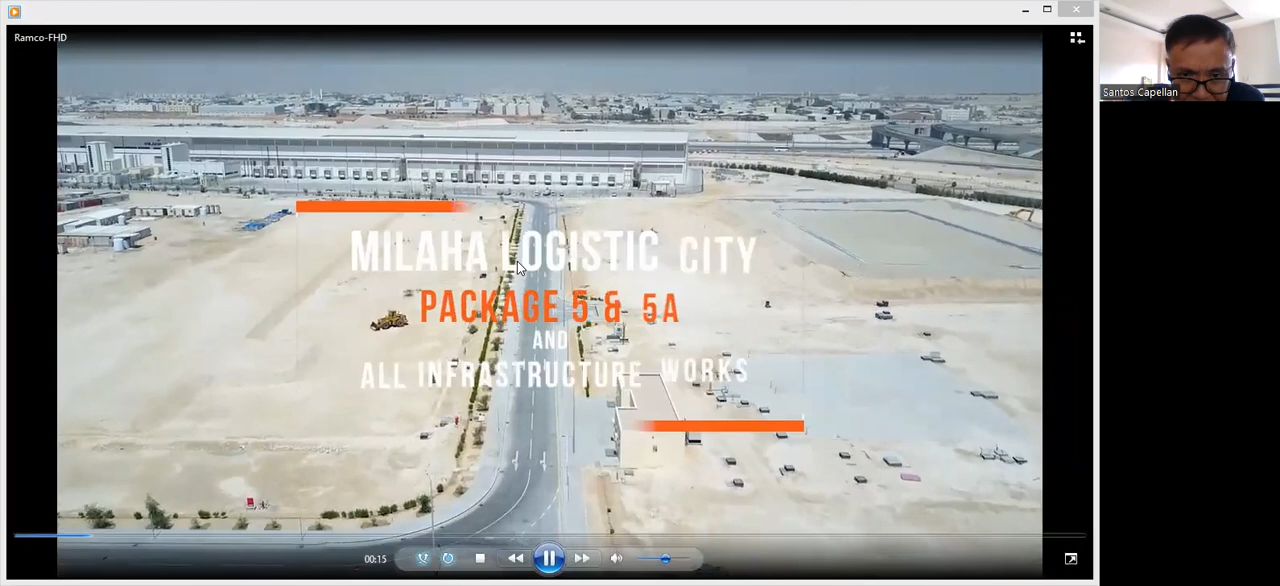 Ramco-FHD
MILAHA LOGISTIC CITY
PACKAGE 5 & 5A
AND
ALL INFRASTRUCTURE WORKS
00:15
Santos Capellan